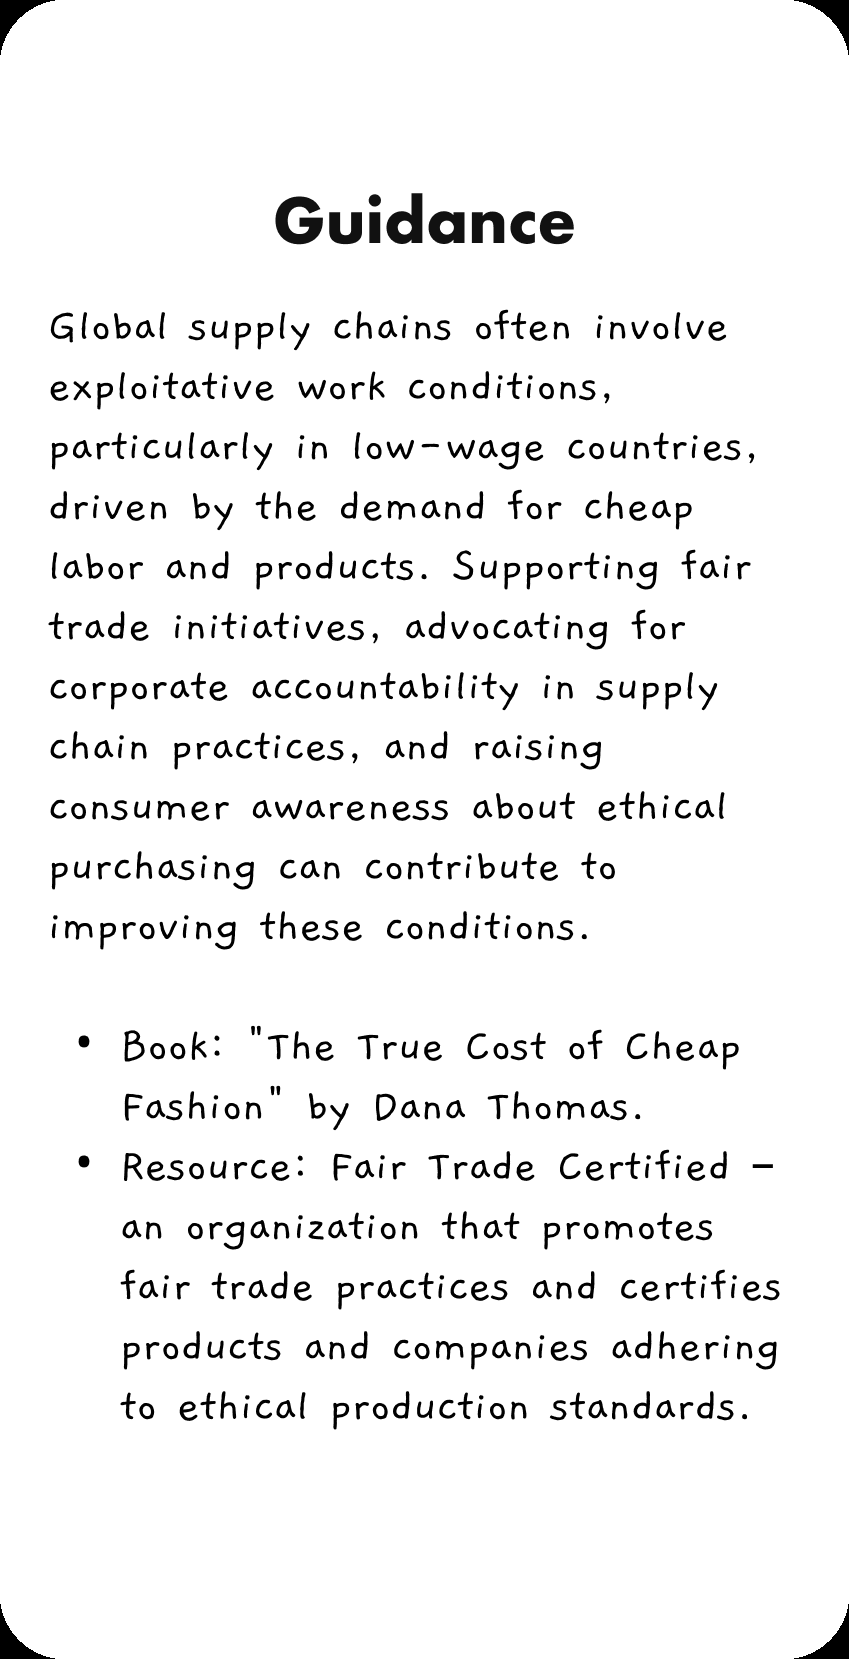 Guidance
Global supply chains often involve
exploitative work conditions,
particularly in low-wage countries,
driven by the demand for cheap
labor and products. Supporting fair
trade initiatives, advocating for
corporate accountability in supply
chain practices, and raising
consumer awareness about ethical
purchasing can contribute to
improving these conditions.
• Book: "The True Cost of Cheap
Fashion" by Dana Thomas.
• Resource: Fair Trade Certified –
an organization that promotes
fair trade practices and certifies
products and companies adhering
to ethical production standards.